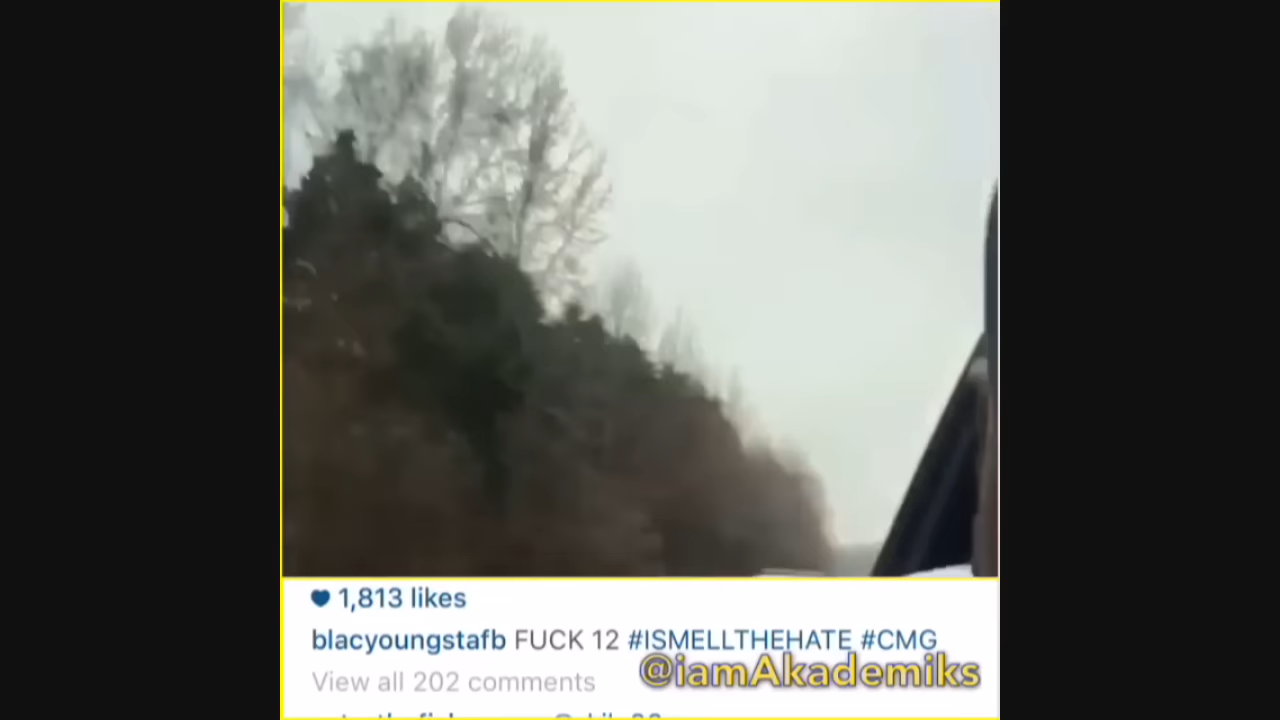 1,813 likes
blacyoungstafb FUCK 12 #ISMELLTHEHATE #CMG
@iamAkademiks
View all 202 comments